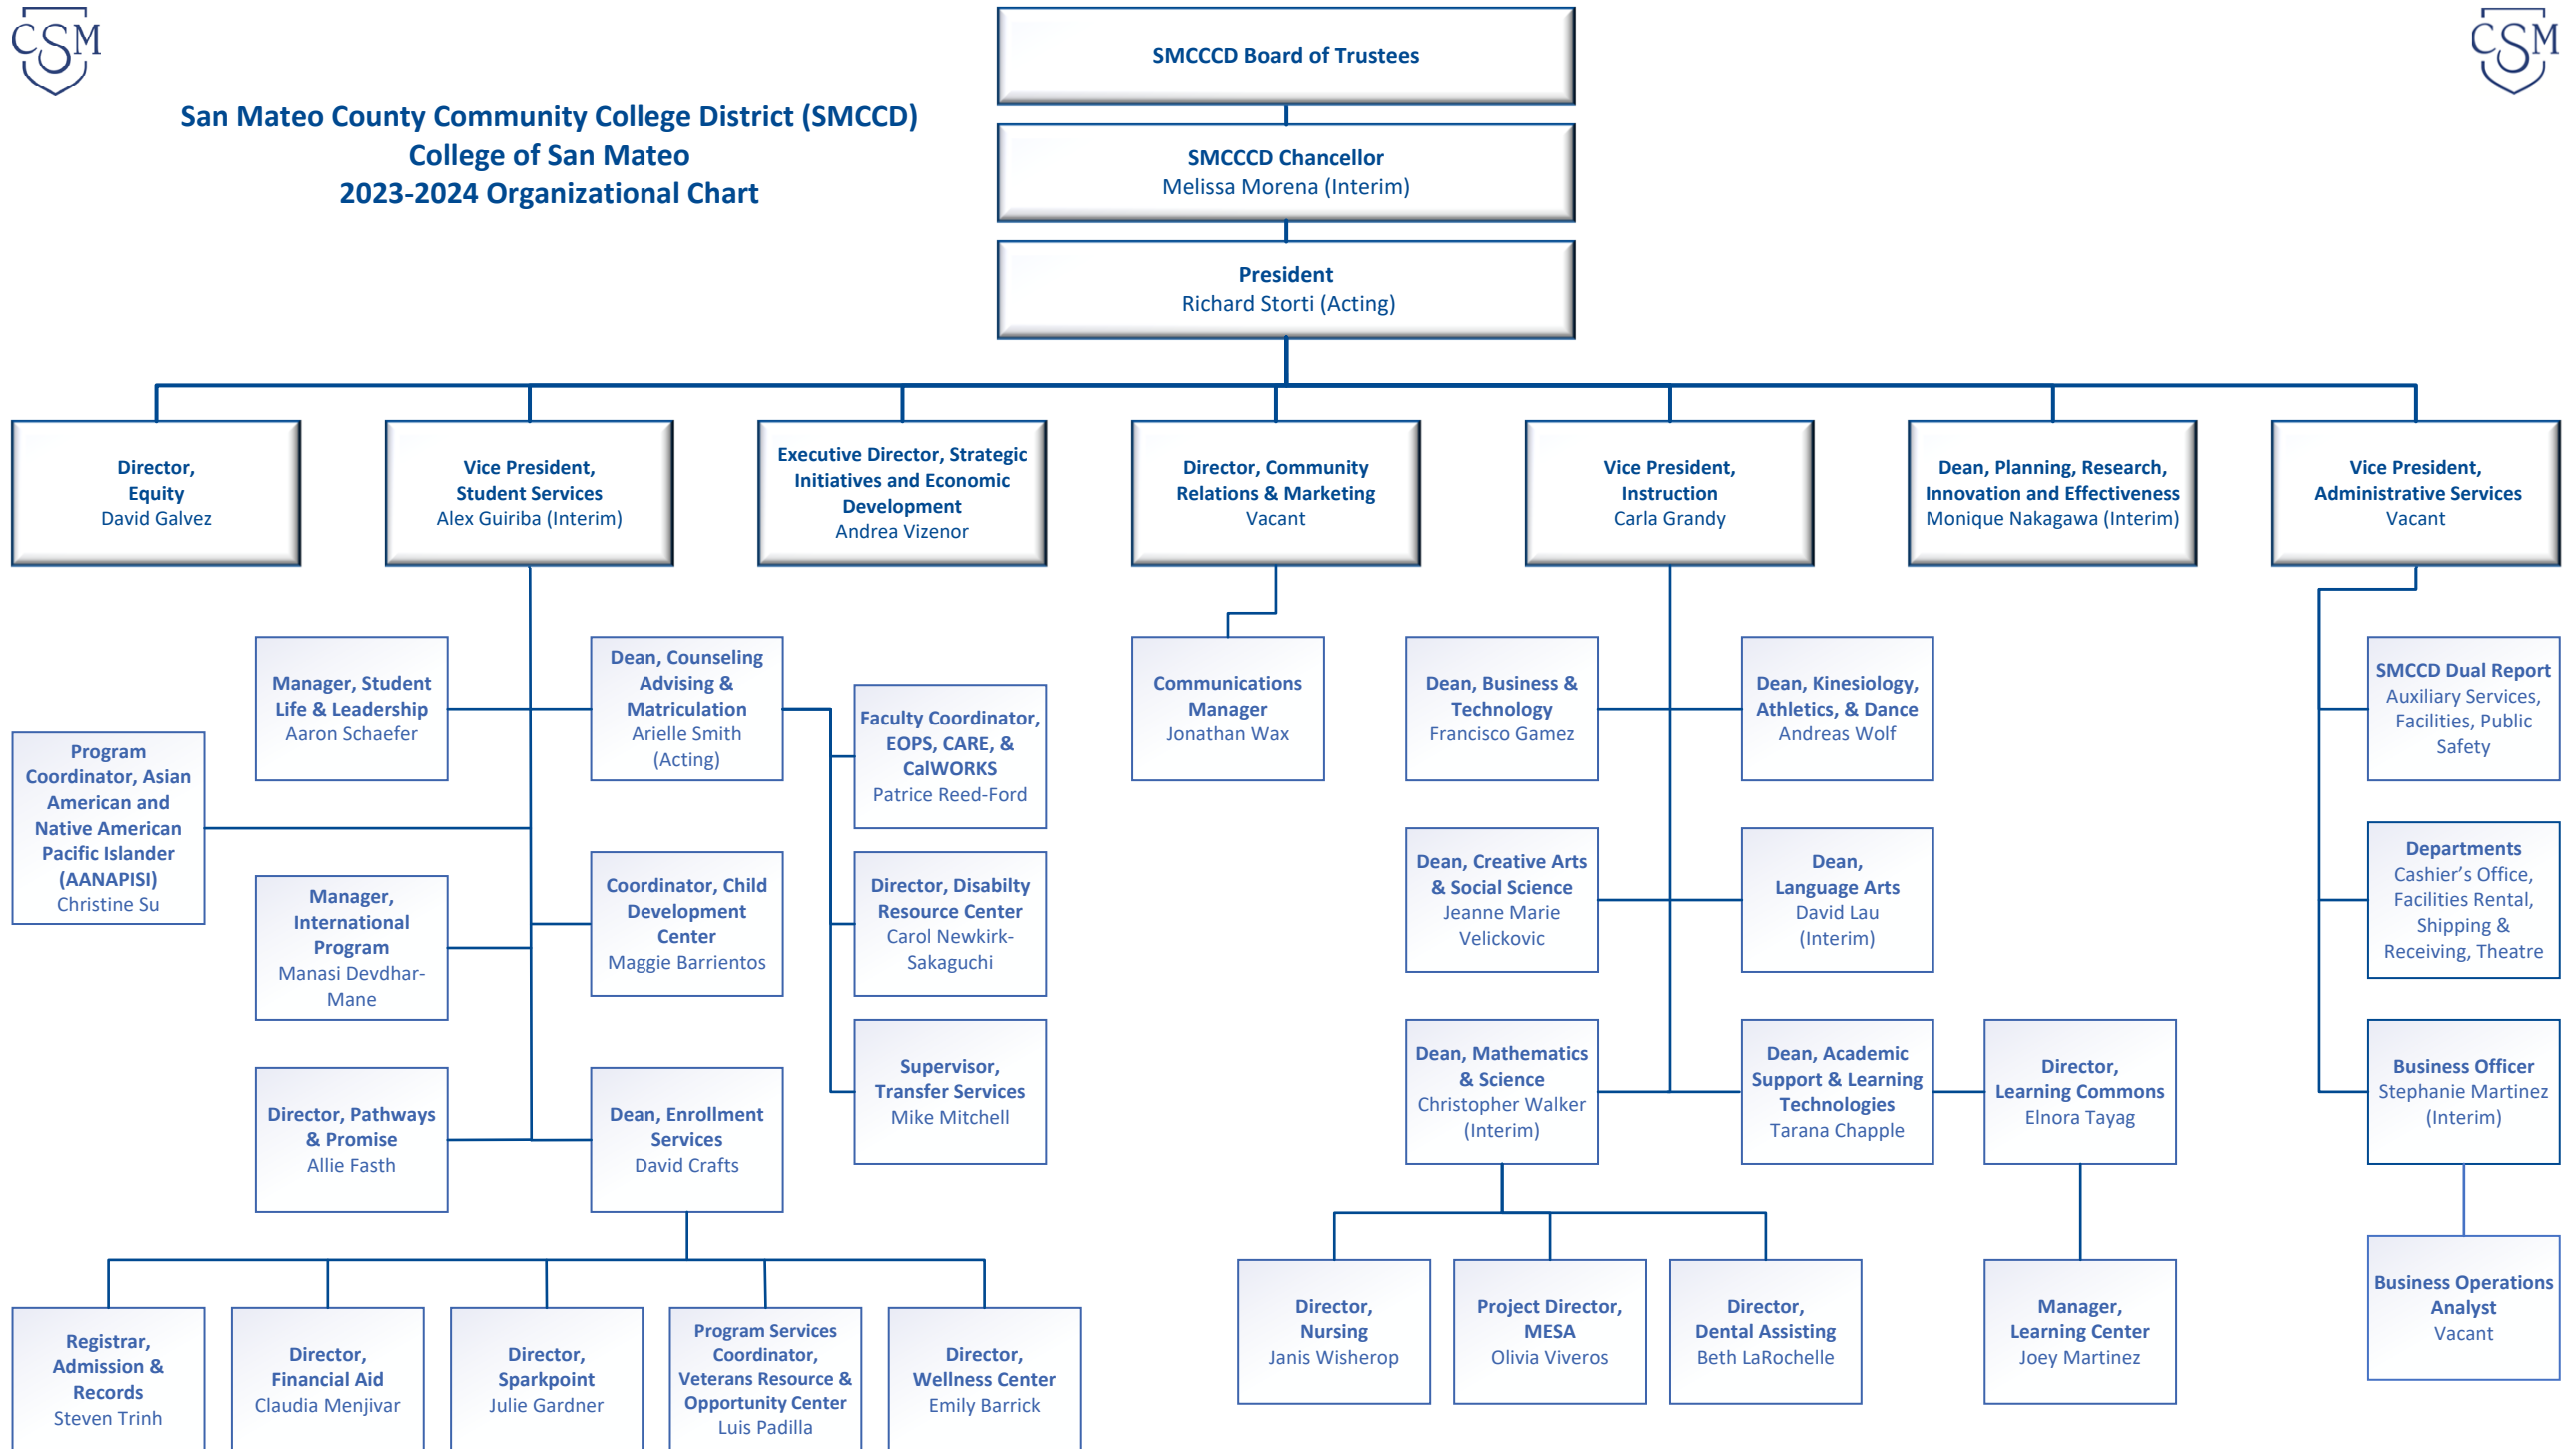 CSM
CSM
San Mateo County Community College District (SMCCD)
College of San Mateo
2023-2024 Organizational Chart
SMCCCD Board of Trustees
SMCCCD Chancellor
Melissa Morena (Interim)
President
Richard Storti (Acting)
Director,
Equity
David Galvez
Vice President,
Student Services
Alex Guiriba (Interim)
Executive Director, Strategic
Initiatives and Economic
Development
Andrea Vizenor
Director, Community
Relations & Marketing
Vacant
Vice President,
Instruction
Carla Grandy
Dean, Planning, Research,
Innovation and Effectiveness
Monique Nakagawa (Interim)
Vice President,
Administrative Services
Vacant
Program
Coordinator, Asian
American and
Native American
Pacific Islander
(AANAPISI)
Christine Su
Manager, Student
Life & Leadership
Aaron Schaefer
Manager,
International
Program
Manasi Devdhar-
Mane
Director, Pathways
& Promise
Allie Fasth
Dean, Counseling
Advising &
Matriculation
Arielle Smith
(Acting)
Coordinator, Child
Development
Center
Maggie Barrientos
Dean, Enrollment
Services
David Crafts
Faculty Coordinator,
EOPS, CARE, &
CalWORKS
Patrice Reed-Ford
Director, Disabilty
Resource Center
Carol Newkirk-
Sakaguchi
Supervisor,
Transfer Services
Mike Mitchell
Registrar,
Admission &
Records
Steven Trinh
Director,
Financial Aid
Claudia Menjivar
Director,
Sparkpoint
Julie Gardner
Program Services
Coordinator,
Veterans Resource &
Opportunity Center
Luis Padilla
Director,
Wellness Center
Emily Barrick
Communications
Manager
Jonathan Wax
Dean, Business &
Technology
Francisco Gamez
Dean, Kinesiology,
Athletics, & Dance
Andreas Wolf
Dean, Creative Arts
& Social Science
Jeanne Marie
Velickovic
Dean,
Language Arts
David Lau
(Interim)
Dean, Mathematics
& Science
Christopher Walker
(Interim)
Dean, Academic
Support & Learning
Technologies
Tarana Chapple
Director,
Learning Commons
Elnora Tayag
Director,
Nursing
Janis Wisherop
Project Director,
MESA
Olivia Viveros
Director,
Dental Assisting
Beth LaRochelle
Manager,
Learning Center
Joey Martinez
SMCCD Dual Report
Auxiliary Services,
Facilities, Public
Safety
Departments
Cashier’s Office,
Facilities Rental,
Shipping &
Receiving, Theatre
Business Officer
Stephanie Martinez
(Interim)
Business Operations
Analyst
Vacant